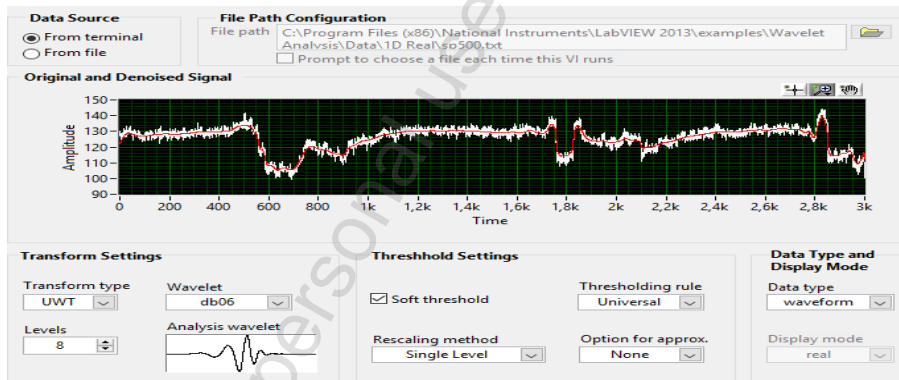 Data Source
From terminal
From file
File Path Configuration
File path
C:\Program Files (x86)\National Instruments\LabVIEW 2013\examples\Wavelet
Analysis\Data\1D Real\sp500.txt
Prompt to choose a file each time this VI runs
Original and Denoised Signal
Amplitude
150
140
130
120
110
100
90
0 200 400 600 800 1k 1,2k 1,4k 1,6k 1,8k 2k 2,2k 2,4k 2,6k 2,8k 3k
Time
Transform Settings
Transform type
UWT
Wavelet
db06
Levels
8
Analysis wavelet
Threshhold Settings
Soft threshold
Thresholding rule
Universal
Rescaling method
Single Level
Option for approx.
None
Data Type and
Display Mode
Data type
waveform
Display mode
real
personal use